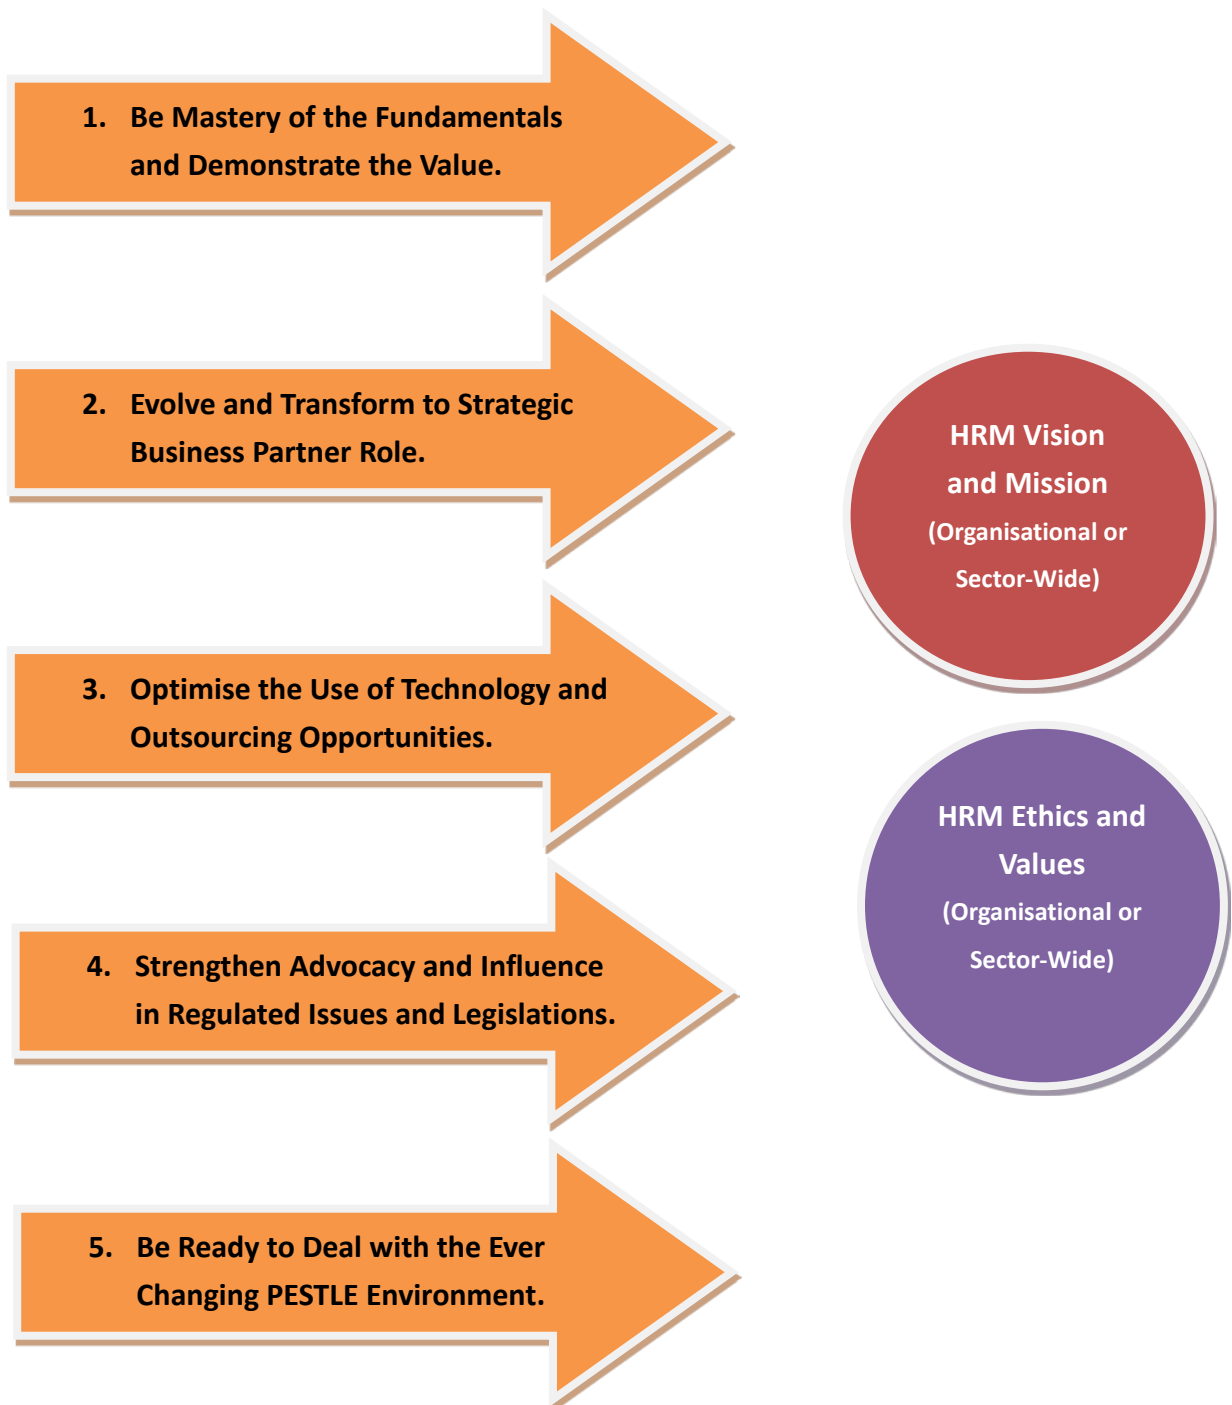 1. Be Mastery of the Fundamentals
and Demonstrate the Value.
2. Evolve and Transform to Strategic
Business Partner Role.
3. Optimise the Use of Technology and
Outsourcing Opportunities.
4. Strengthen Advocacy and Influence
in Regulated Issues and Legislations.
5. Be Ready to Deal with the Ever
Changing PESTLE Environment.
HRM Vision
and Mission
(Organisational or
Sector-Wide)
HRM Ethics and
Values
(Organisational or
Sector-Wide)